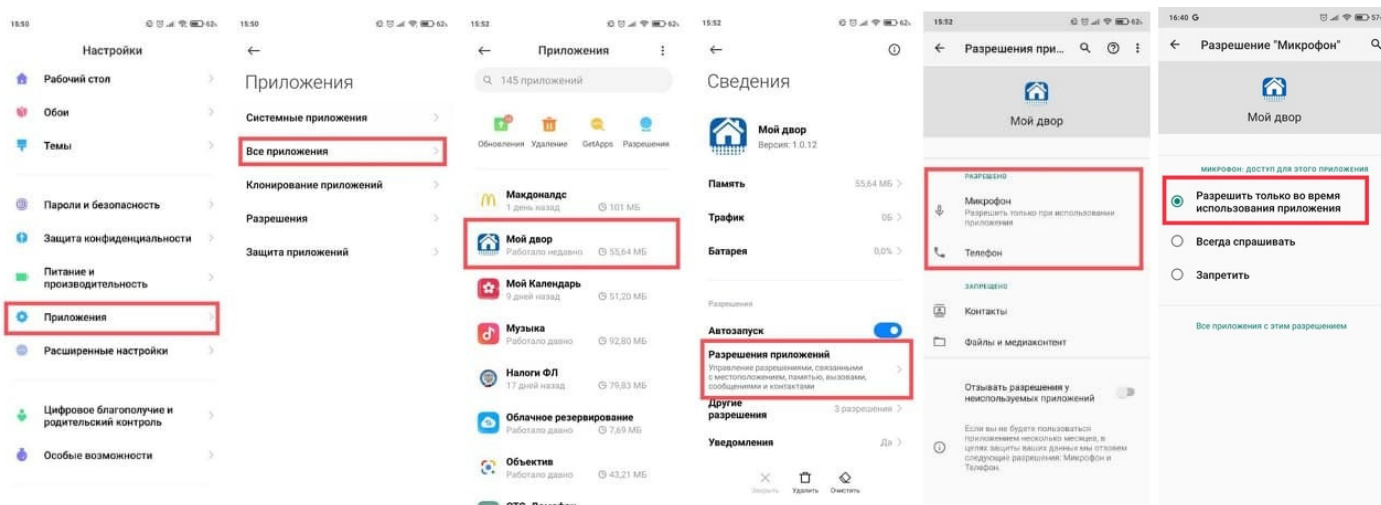 15:50
62
Настройки
Рабочий стол
Обои
Темы
Пароли и безопасность
Защита конфиденциальности
Питание и
производительность
Приложения
Расширенные настройки
Цифровое благополучие и
родительский контроль
Особые возможности
15:50
62
Приложения
Системные приложения
Все приложения
Клонирование приложений
Разрешения
Защита приложений
15:52
62
Приложения
145 приложений
Обновления Удаление GetApps Разрешения
Макдоналдс
1 день назад 101 МБ
Мой двор
Работало недавно 55,64 МБ
Мой Календарь
9 дней назад 51,20 МБ
Музыка
Работало давно 92,80 МБ
Налоги ФЛ
17 дней назад 79,83 МБ
Облачное резервирование
Работало давно 7,69 МБ
Объектив
Работало давно 43,21 МБ
15:52
62
Сведения
Мой двор
Версия: 1.0.12
Память 55,64 МБ
Трафик 0Б
Батарея 0,0%
Разрешения
Автозапуск
Разрешения приложений
Управление разрешениями, связанными
с местоположением, памятью, вызовами,
сообщениями и контактами
Другие
разрешения 3 разрешения
Уведомления Да
Закрыть Удалить Очистить
15:52
62
Разрешения при...
Мой двор
РАЗРЕШЕНО
Микрофон
Разрешить только при использовании
приложения
Телефон
ЗАПРЕЩЕНО
Контакты
Файлы и медиаконтент
Отзывать разрешения у
неиспользуемых приложений
Если вы не будете пользоваться
приложением несколько месяцев, в
целях защиты ваших данных мы отзовем
следующие разрешения: Микрофон и
Телефон.
16:40 G
57
Разрешение "Микрофон"
Мой двор
МИКРОФОН: ДОСТУП ДЛЯ ЭТОГО ПРИЛОЖЕНИЯ
Разрешить только во время
использования приложения
Всегда спрашивать
Запретить
Все приложения с этим разрешением